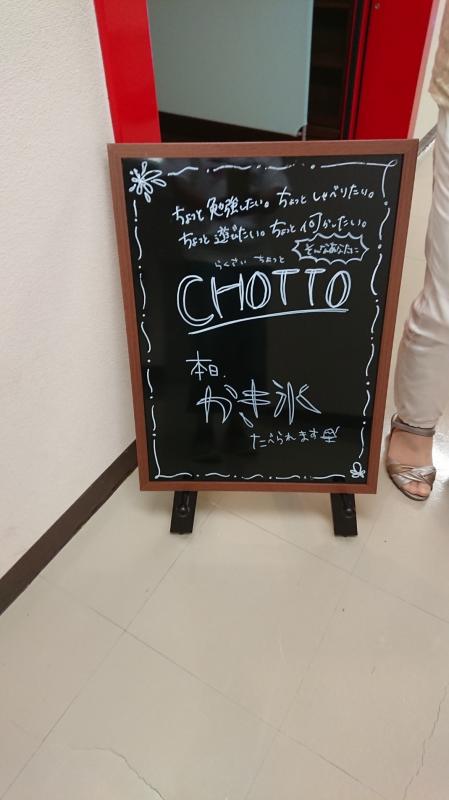 ちょっと勉強したい。ちょっとしゃべりたい。
ちょっと遊びたい。ちょっと何かしたい。
そんなあなたに
らくさい ちょっと
CHOTTO
本日、
かき氷
たべられます